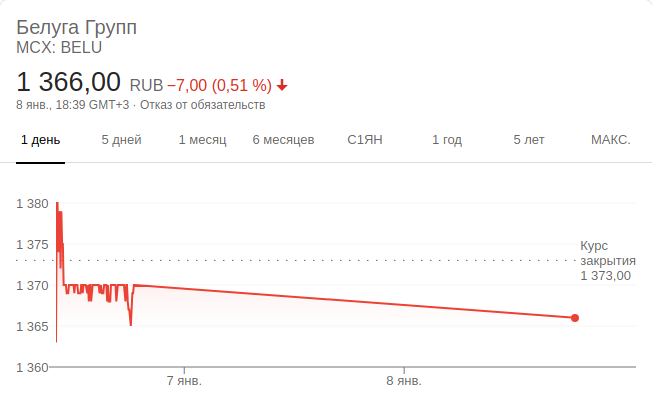 Белуга Групп
MCX: BELU
1 366,00 RUB −7,00 (0,51 %)
8 янв., 18:39 GMT+3 · Отказ от обязательств
1 день 5 дней 1 месяц 6 месяцев С1ЯН 1 год 5 лет МАКС.
1 380
1 375
1 370
1 365
1 360
Курс
закрытия
1 373,00
7 янв. 8 янв.